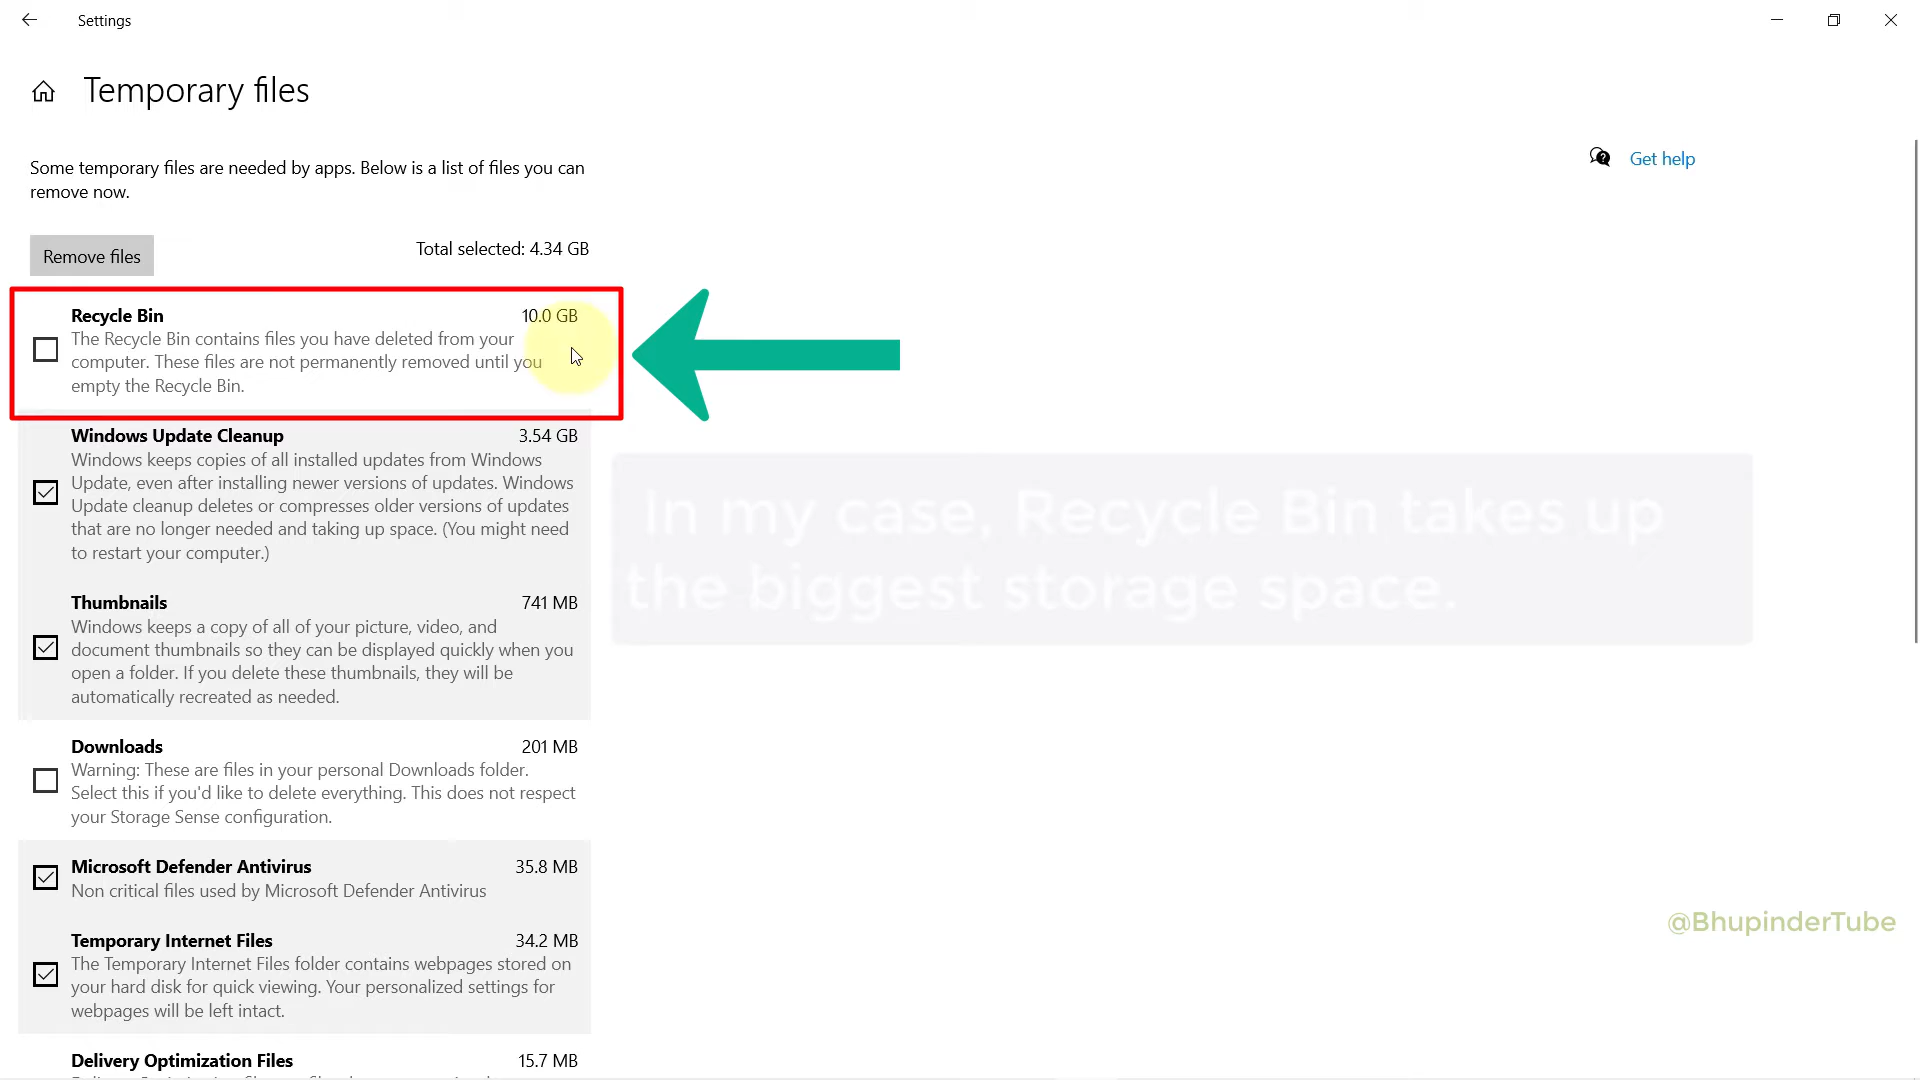 Settings
Temporary files
Some temporary files are needed by apps. Below is a list of files you can
remove now.
Get help
Remove files
Total selected: 4.34 GB
Recycle Bin 10.0 GB
The Recycle Bin contains files you have deleted from your
computer. These files are not permanently removed until you
empty the Recycle Bin.
Windows Update Cleanup 3.54 GB
Windows keeps copies of all installed updates from Windows
Update, even after installing newer versions of updates. Windows
Update cleanup deletes or compresses older versions of updates
that are no longer needed and taking up space. (You might need
to restart your computer.)
In my case, Recycle Bin takes up
the biggest storage space.
Thumbnails 741 MB
Windows keeps a copy of all of your picture, video, and
document thumbnails so they can be displayed quickly when you
open a folder. If you delete these thumbnails, they will be
automatically recreated as needed.
Downloads 201 MB
Warning: These are files in your personal Downloads folder.
Select this if you'd like to delete everything. This does not respect
your Storage Sense configuration.
Microsoft Defender Antivirus 35.8 MB
Non critical files used by Microsoft Defender Antivirus
@BhupinderTube
Temporary Internet Files 34.2 MB
The Temporary Internet Files folder contains webpages stored on
your hard disk for quick viewing. Your personalized settings for
webpages will be left intact.
Delivery Optimization Files 15.7 MB